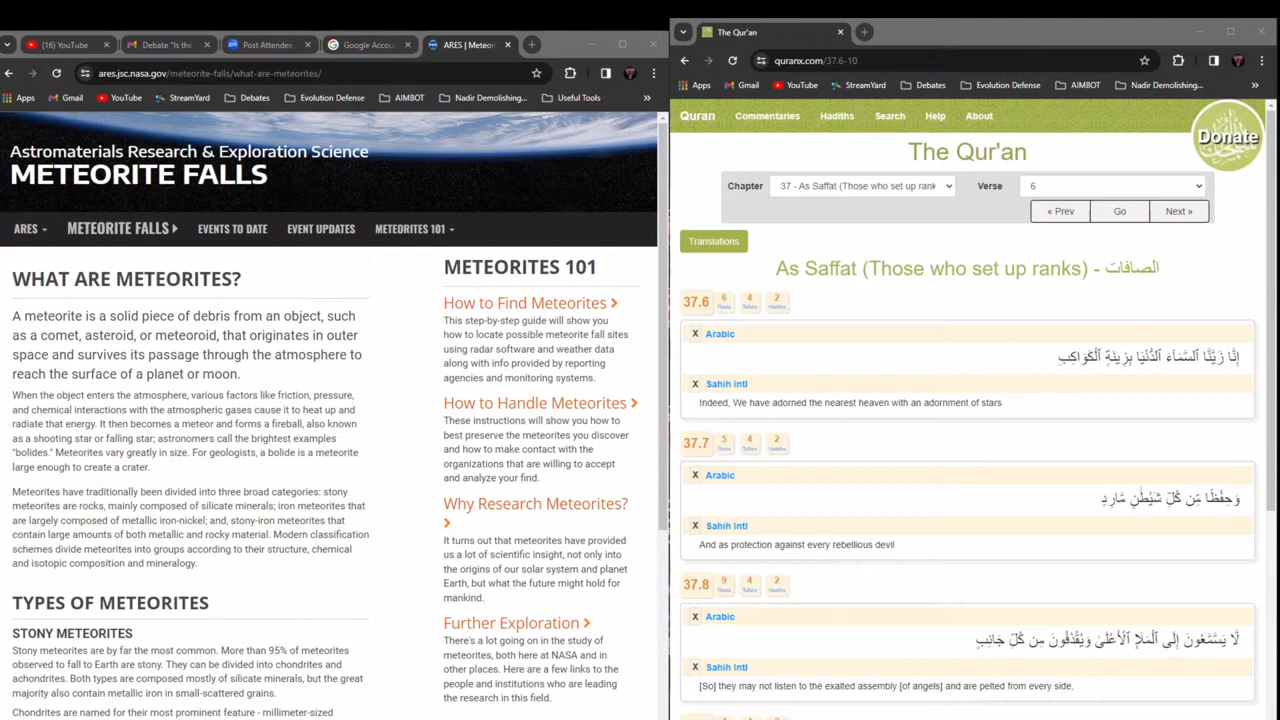 (16) YouTube
Debate "Is the
Post Attendee
Google Accou
ARES | Meteor
ares.jsc.nasa.gov/meteorite-falls/what-are-meteorites/
Apps
Gmail
YouTube
StreamYard
Debates
Evolution Defense
AIMBOT
Nadir Demolishing...
Useful Tools
Astromaterials Research & Exploration Science
METEORITE FALLS
ARES
METEORITE FALLS
EVENTS TO DATE
EVENT UPDATES
METEORITES 101
WHAT ARE METEORITES?
A meteorite is a solid piece of debris from an object, such
as a comet, asteroid, or meteoroid, that originates in outer
space and survives its passage through the atmosphere to
reach the surface of a planet or moon.
When the object enters the atmosphere, various factors like friction, pressure,
and chemical interactions with the atmospheric gases cause it to heat up and
radiate that energy. It then becomes a meteor and forms a fireball, also known
as a shooting star or falling star; astronomers call the brightest examples
"bolides." Meteorites vary greatly in size. For geologists, a bolide is a meteorite
large enough to create a crater.
Meteorites have traditionally been divided into three broad categories: stony
meteorites are rocks, mainly composed of silicate minerals; iron meteorites that
are largely composed of metallic iron-nickel; and, stony-iron meteorites that
contain large amounts of both metallic and rocky material. Modern classification
schemes divide meteorites into groups according to their structure, chemical
and isotopic composition and mineralogy.
TYPES OF METEORITES
STONY METEORITES
Stony meteorites are by far the most common. More than 95% of meteorites
observed to fall to Earth are stony. They can be divided into chondrites and
achondrites. Both types are composed mostly of silicate minerals, but the great
majority also contain metallic iron in small-scattered grains.
Chondrites are named for their most prominent feature - millimeter-sized
METEORITES 101
How to Find Meteorites
This step-by-step guide will show you
how to locate possible meteorite fall sites
using radar software and weather data
along with info provided by reporting
agencies and monitoring systems.
How to Handle Meteorites
These instructions will show you how to
best preserve the meteorites you discover
and how to make contact with the
organizations that are willing to accept
and analyze your find.
Why Research Meteorites?
It turns out that meteorites have provided
us a lot of scientific insight, not only into
the origins of our solar system and planet
Earth, but what the future might hold for
mankind.
Further Exploration
There's a lot going on in the study of
meteorites, both here at NASA and in
other places. Here are a few links to the
people and institutions who are leading
the research in this field.
The Qur'an
quranx.com/37.6-10
Apps
Gmail
YouTube
StreamYard
Debates
Evolution Defense
AIMBOT
Nadir Demolishing...
Quran
Commentaries
Hadiths
Search
Help
About
Donate
The Qur'an
Chapter
37 - As Saffat (Those who set up rank
Verse
6
« Prev
Go
Next »
Translations
As Saffat (Those who set up ranks) - الصافات
37.6
6
Roots
4
Tafsirs
2
Hadiths
X Arabic
إِنَّا زَيَّنَّا ٱلسَّمَآءَ ٱلدُّنْيَا بِزِينَةٍ ٱلْكَوَاكِبِ
X Sahih Intl
Indeed, We have adorned the nearest heaven with an adornment of stars
37.7
5
Roots
4
Tafsirs
2
Hadiths
X Arabic
وَحِفْظًا مِّن كُلِّ شَيْطَٰنٍ مَّارِدٍ
X Sahih Intl
And as protection against every rebellious devil
37.8
9
Roots
4
Tafsirs
2
Hadiths
X Arabic
لَّا يَسَّمَّعُونَ إِلَى ٱلْمَلَإِ ٱلْأَعْلَىٰ وَيُقْذَفُونَ مِن كُلِّ جَانِبٍ
X Sahih Intl
[So] they may not listen to the exalted assembly [of angels] and are pelted from every side,